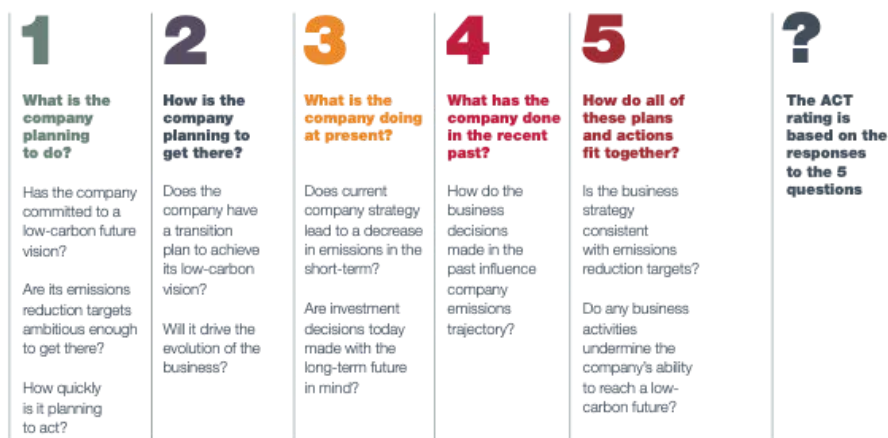 1
What is the
company
planning
to do?
Has the company
committed to a
low-carbon future
vision?
Are its emissions
reduction targets
ambitious enough
to get there?
How quickly
is it planning
to act?
2
How is the
company
planning to
get there?
Does the
company have
a transition
plan to achieve
its low-carbon
vision?
Will it drive the
evolution of the
business?
3
What is the
company doing
at present?
Does current
company strategy
lead to a decrease
in emissions in the
short-term?
Are investment
decisions today
made with the
long-term future
in mind?
4
What has the
company done
in the recent
past?
How do the
business
decisions
made in the
past influence
company
emissions
trajectory?
5
How do all of
these plans
and actions
fit together?
Is the business
strategy
consistent
with emissions
reduction targets?
Do any business
activities
undermine the
company's ability
to reach a low-
carbon future?
?
The ACT
rating is
based on the
responses
to the 5
questions